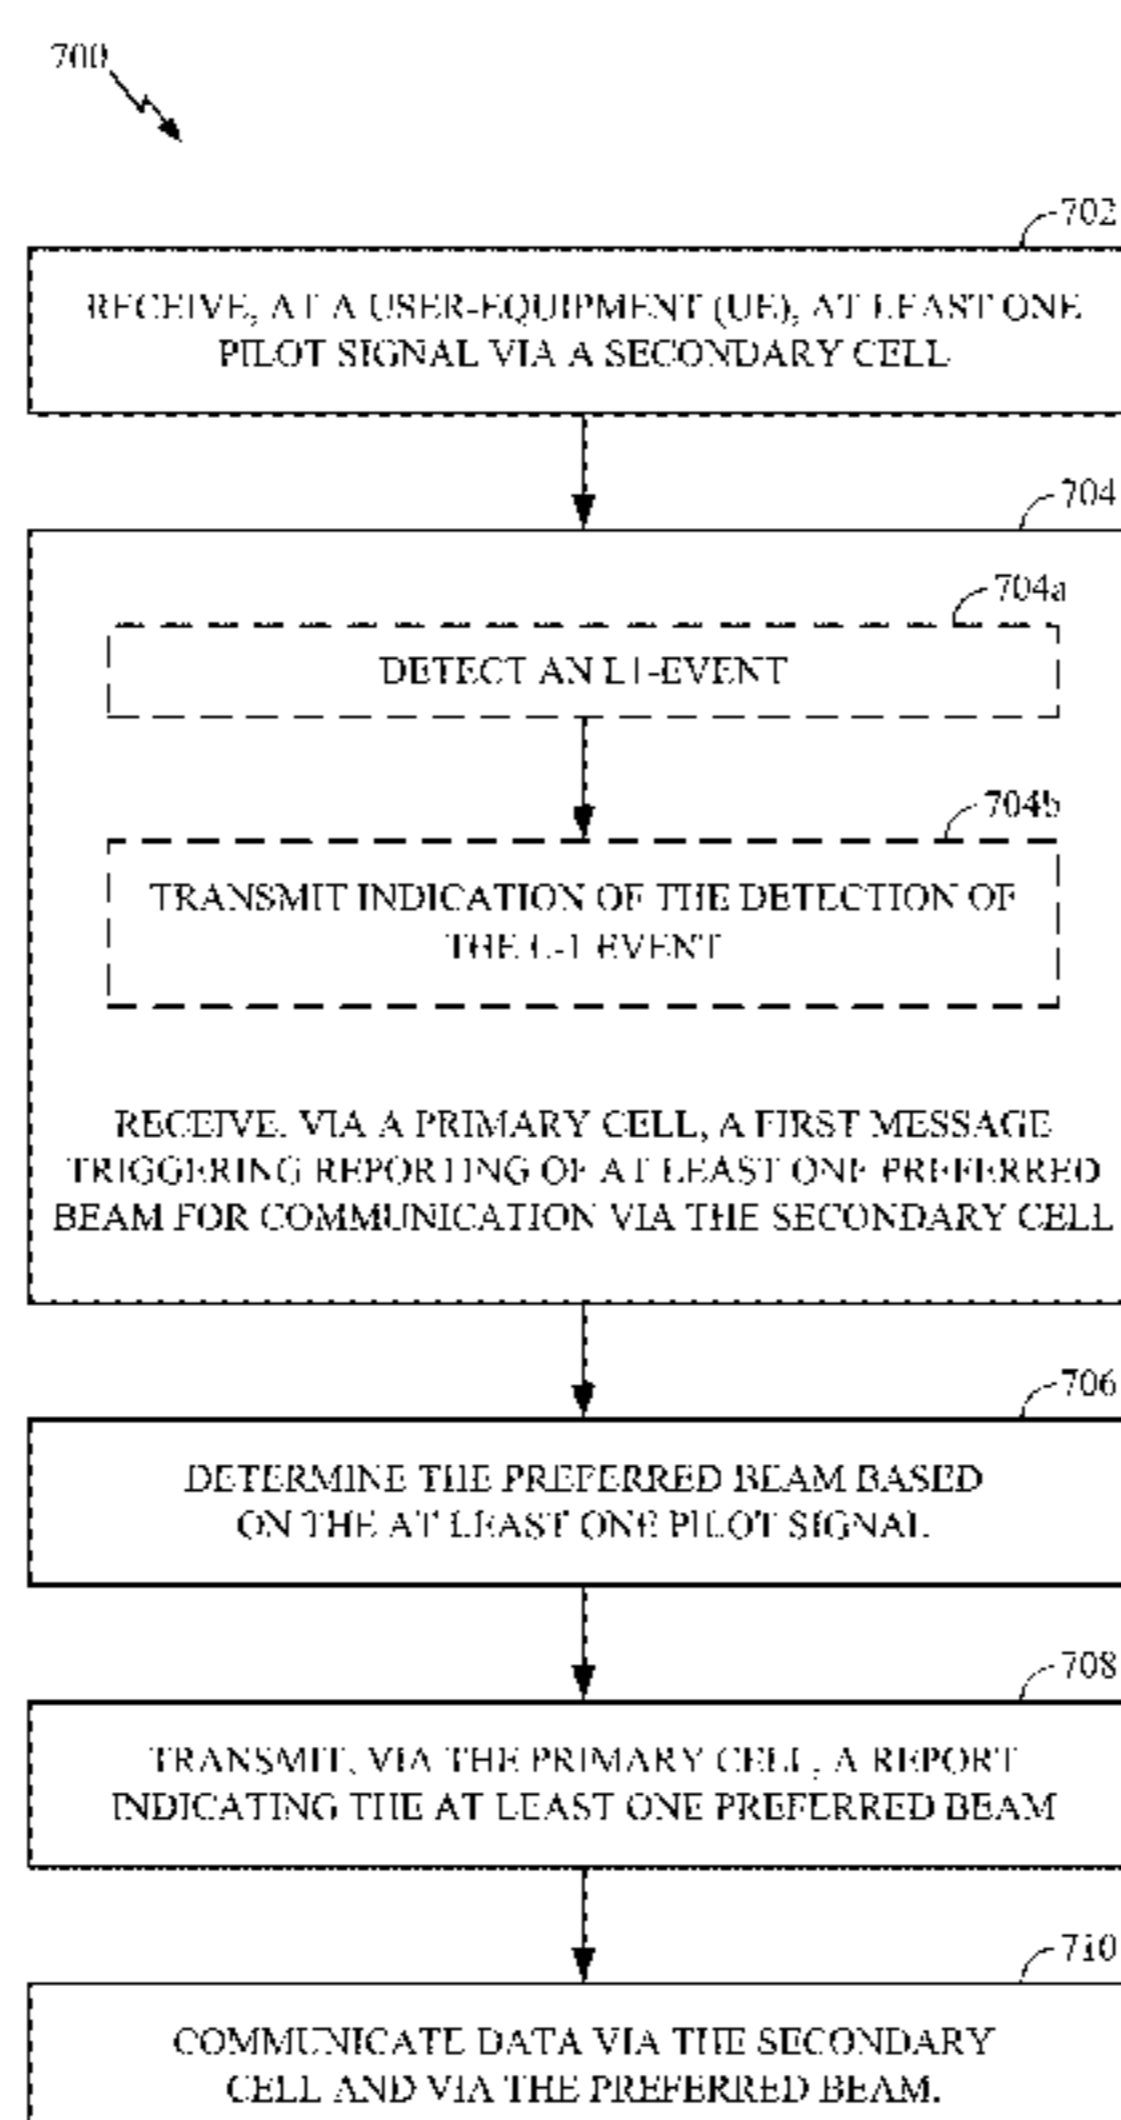 700
702
RECEIVE, AT A USER-EQUIPMENT (UE), AT LEAST ONE
PILOT SIGNAL VIA A SECONDARY CELL
704
704a
DETECT AN L1-EVENT
704b
TRANSMIT INDICATION OF THE DETECTION OF
THE L-1 EVENT
RECEIVE, VIA A PRIMARY CELL, A FIRST MESSAGE
TRIGGERING REPORTING OF AT LEAST ONE PREFERRED
BEAM FOR COMMUNICATION VIA THE SECONDARY CELL
706
DETERMINE THE PREFERRED BEAM BASED
ON THE AT LEAST ONE PILOT SIGNAL
708
TRANSMIT, VIA THE PRIMARY CELL, A REPORT
INDICATING THE AT LEAST ONE PREFERRED BEAM
710
COMMUNICATE DATA VIA THE SECONDARY
CELL AND VIA THE PREFERRED BEAM.